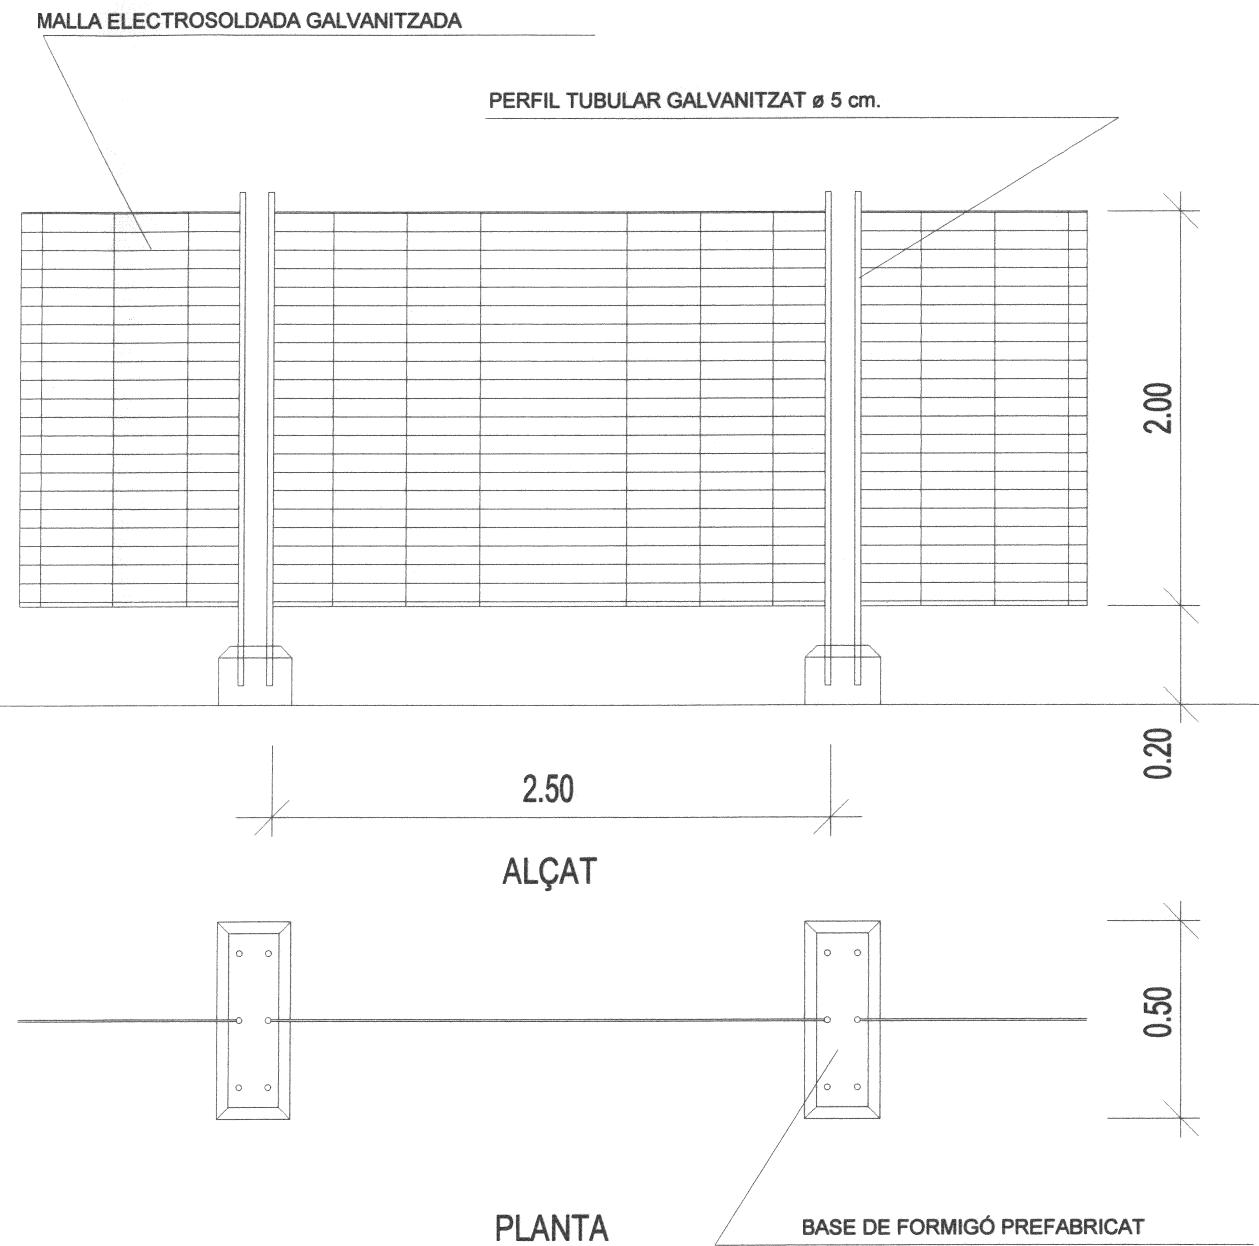 MALLA ELECTROSOLDADA GALVANITZADA
PERFIL TUBULAR GALVANITZAT ø 5 cm.
2.00
0.20
2.50
ALÇAT
0.50
PLANTA
BASE DE FORMIGÓ PREFABRICAT